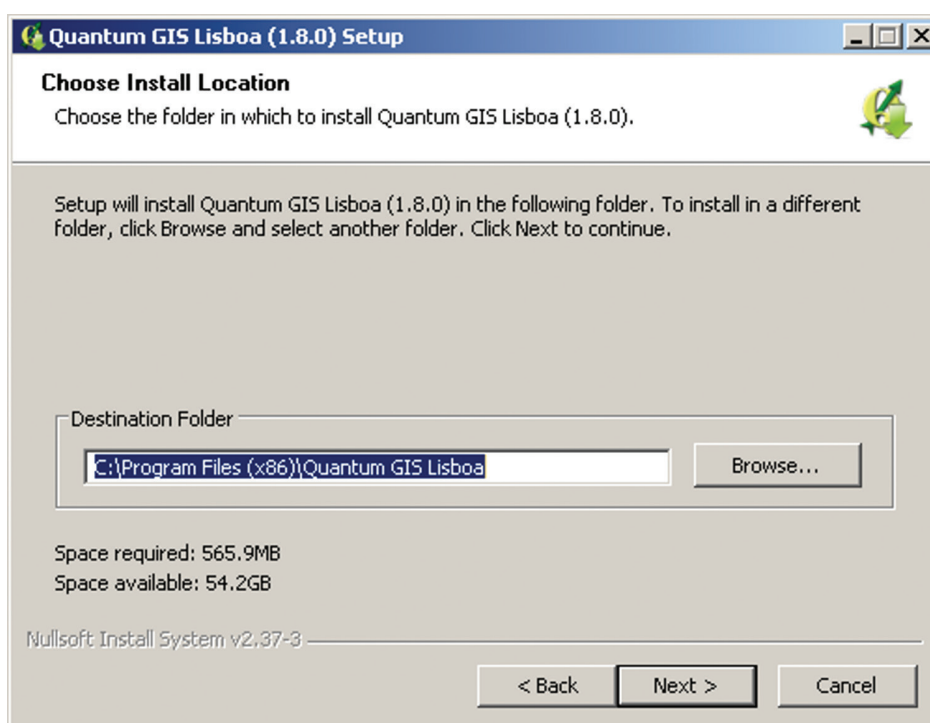 Quantum GIS Lisboa (1.8.0) Setup
Choose Install Location
Choose the folder in which to install Quantum GIS Lisboa (1.8.0).
Setup will install Quantum GIS Lisboa (1.8.0) in the following folder. To install in a different
folder, click Browse and select another folder. Click Next to continue.
Destination Folder
C:\Program Files (x86)\Quantum GIS Lisboa
Browse...
Space required: 565.9MB
Space available: 54.2GB
Nullsoft Install System v2.37-3
< Back
Next >
Cancel